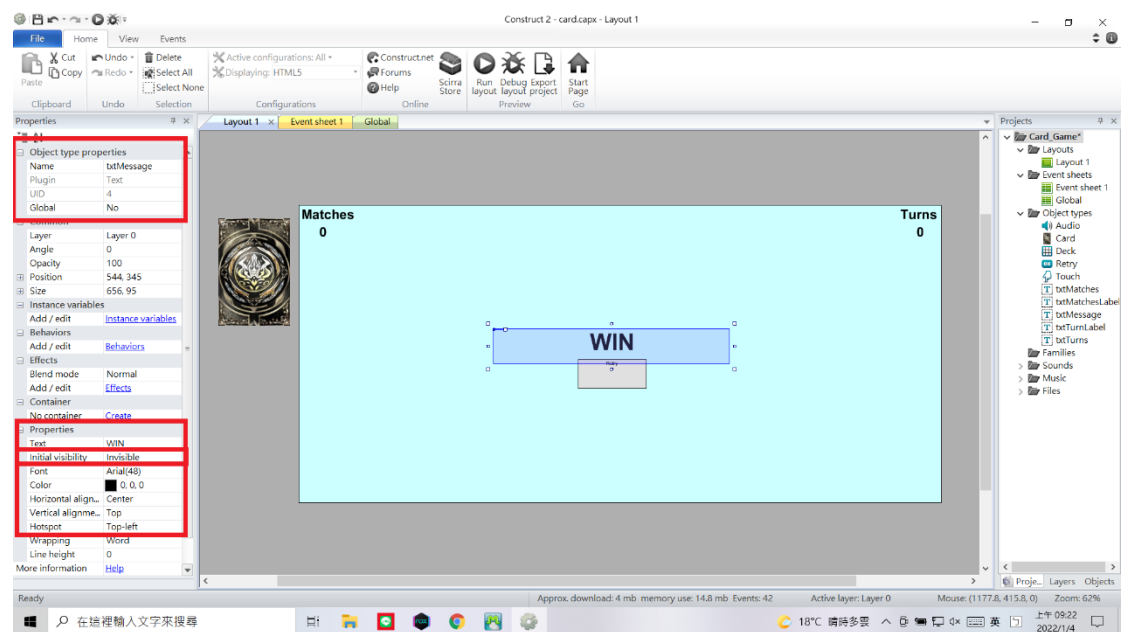 Construct 2 - card.capx - Layout 1
File Home View Events
Cut Undo Delete Active configurations: All Construct.net
Copy Redo Select All Displaying: HTML5 Forums
Paste Select None Help Scirra Store Run layout Debug layout Export project Start Page
Clipboard Undo Selection Configurations Online Preview Go
Properties Layout 1 Event sheet 1 Global Projects
Object type properties
Name txtMessage
Plugin Text
UID 4
Global No
Common
Layer Layer 0
Angle 0
Opacity 100
Position 544, 345
Size 656, 95
Instance variables
Add / edit Instance variables
Behaviors
Add / edit Behaviors
Effects
Blend mode Normal
Add / edit Effects
Container
No container Create
Properties
Text WIN
Initial visibility Invisible
Font Arial(48)
Color 0, 0, 0
Horizontal align... Center
Vertical alignme... Top
Hotspot Top-left
Wrapping Word
Line height 0
More information Help
Matches Turns
0 0
WIN
Retry
Card_Game*
Layouts
Layout 1
Event sheets
Event sheet 1
Global
Object types
Audio
Card
Deck
Retry
Touch
txtMatches
txtMatchesLabel
txtMessage
txtTurnLabel
txtTurns
Families
Sounds
Music
Files
Proje... Layers Objects
Ready Approx. download: 4 mb memory use: 14.8 mb Events: 42 Active layer: Layer 0 Mouse: (1177.8, 415.8, 0) Zoom: 62%
在這裡輸入文字來搜尋 18°C 晴時多雲 英 上午 09:22
2022/1/4